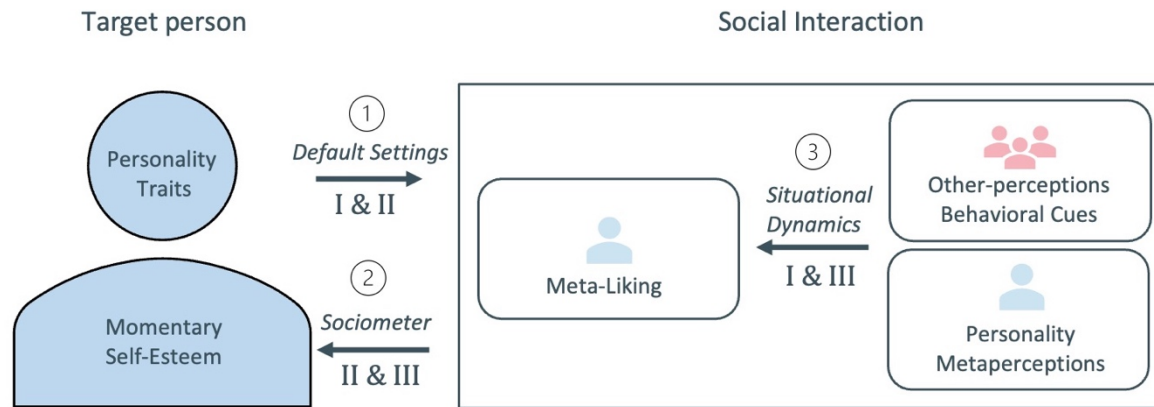 Target person
Social Interaction
Personality
Traits
1
Default Settings
I & II
Momentary
Self-Esteem
2
Sociometer
II & III
Meta-Liking
3
Situational
Dynamics
I & III
Other-perceptions
Behavioral Cues
Personality
Metaperceptions